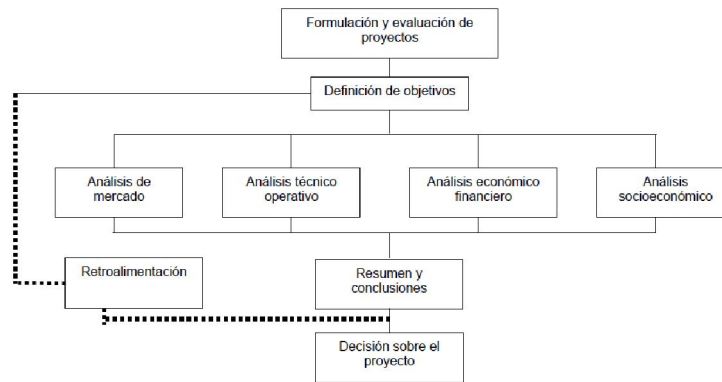 Formulación y evaluación de
proyectos
Definición de objetivos
Análisis de
mercado
Análisis técnico
operativo
Análisis económico
financiero
Análisis
socioeconómico
Retroalimentación
Resumen y
conclusiones
Decisión sobre el
proyecto